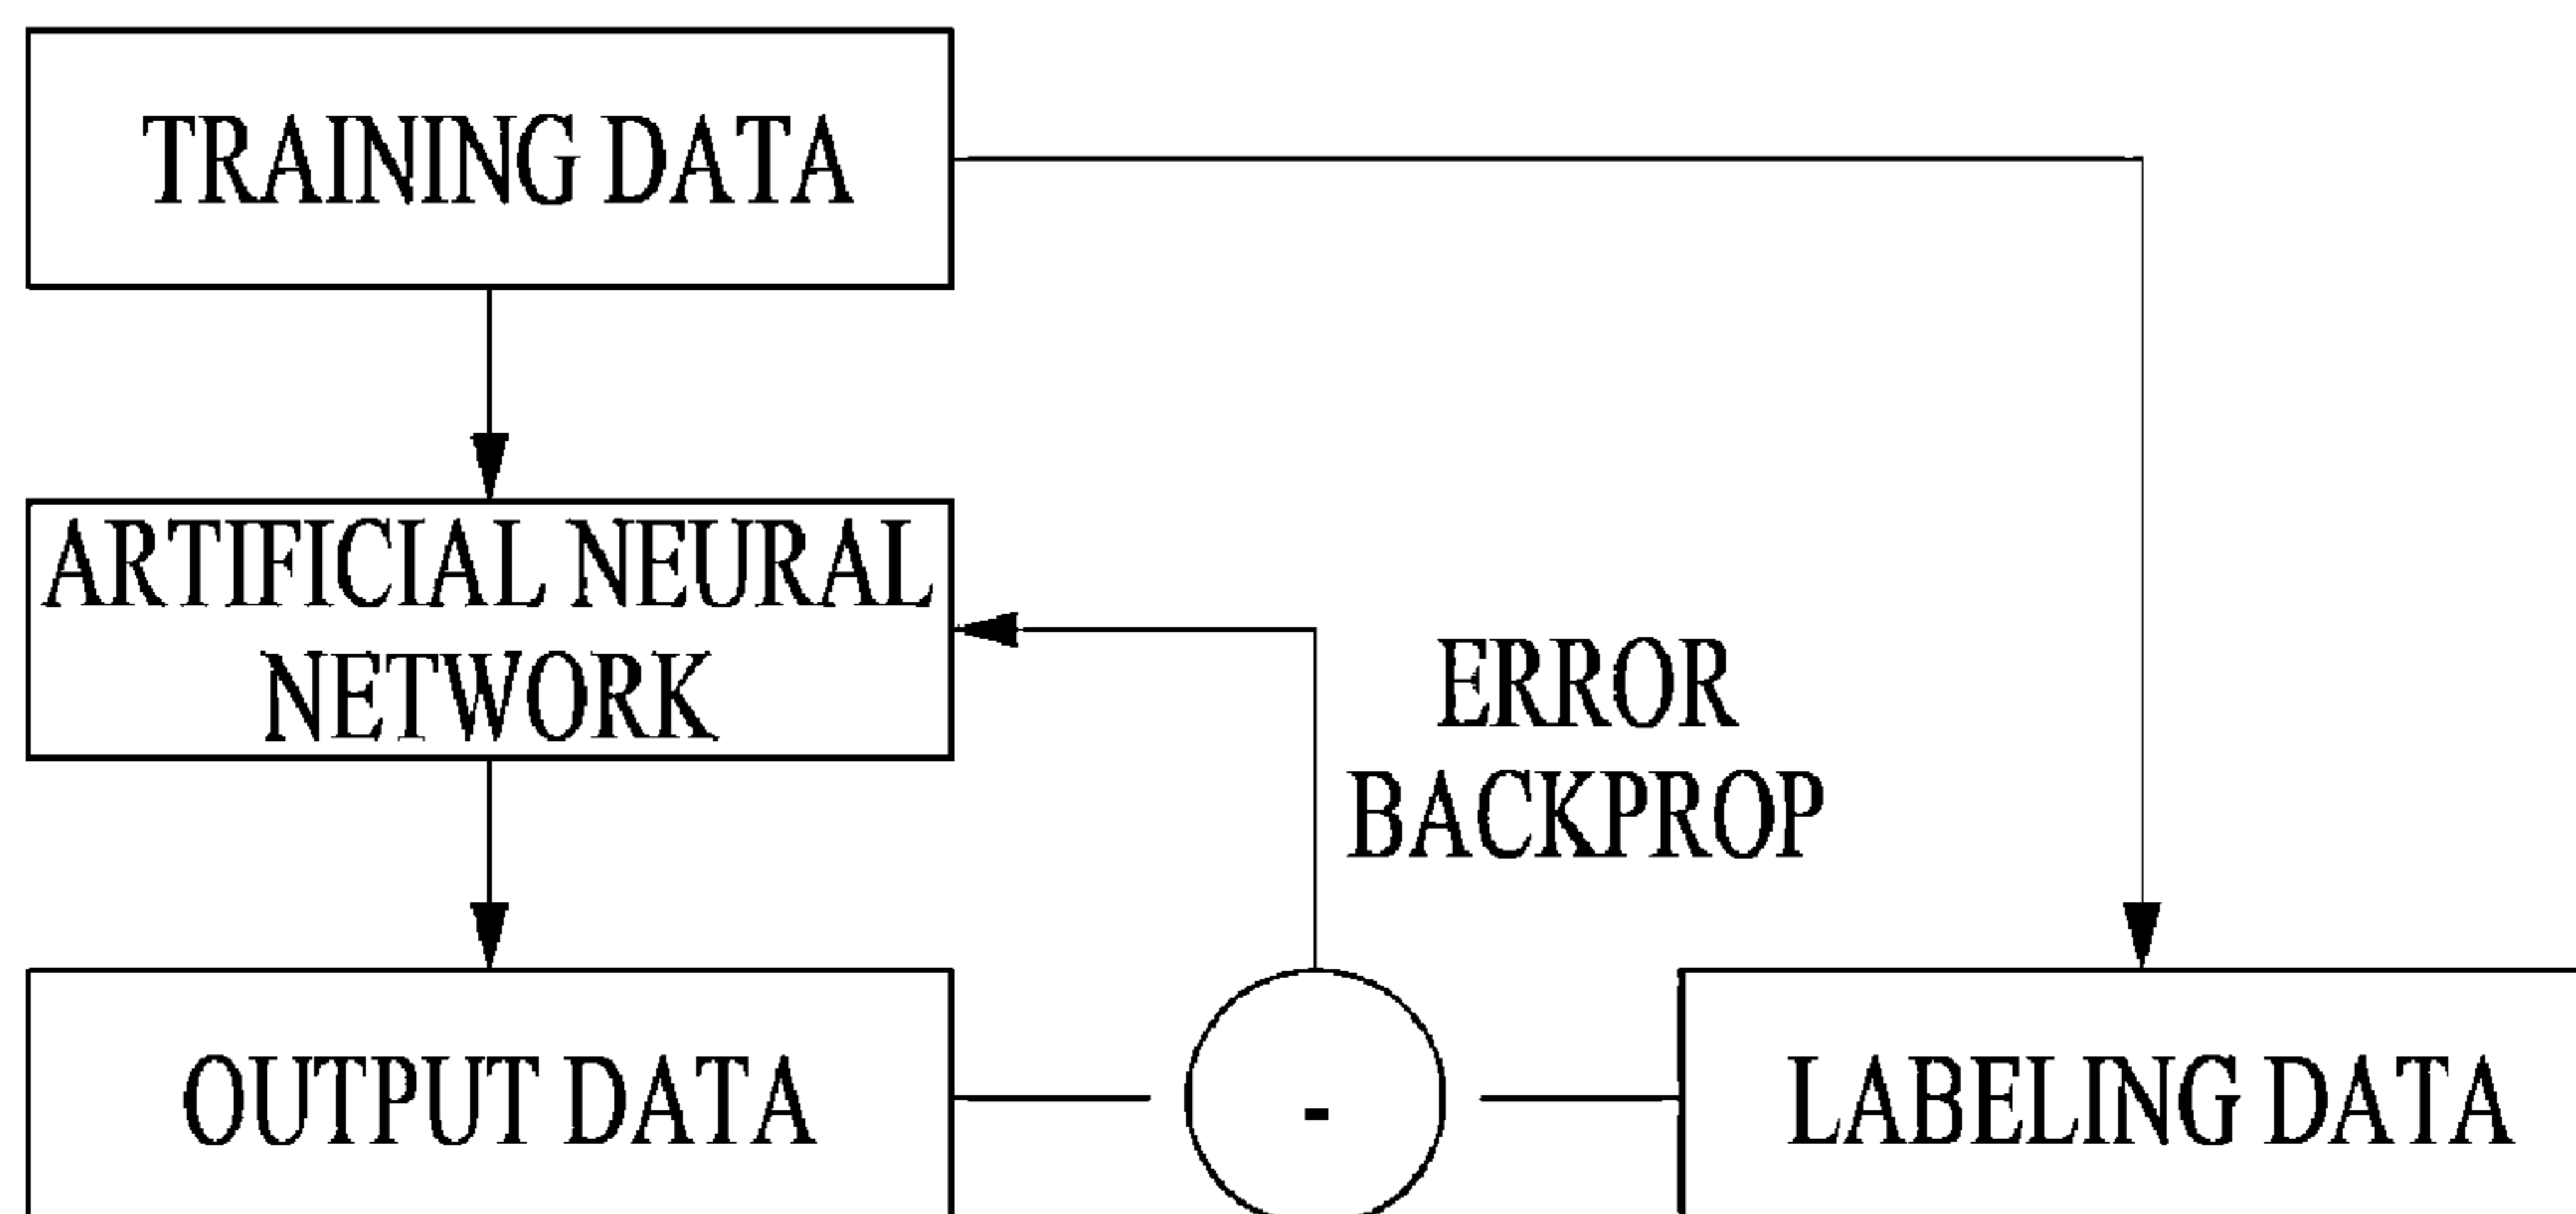 TRAINING DATA
ARTIFICIAL NEURAL
NETWORK
ERROR
BACKPROP
OUTPUT DATA
-
LABELING DATA